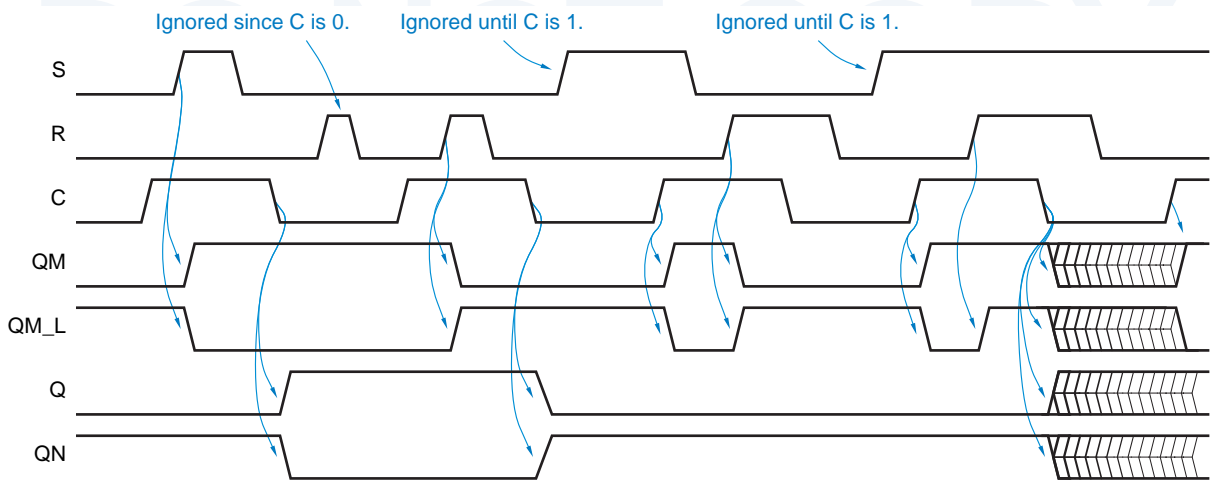 Ignored since C is 0.
Ignored until C is 1.
Ignored until C is 1.
S
R
C
QM
QM_L
Q
QN